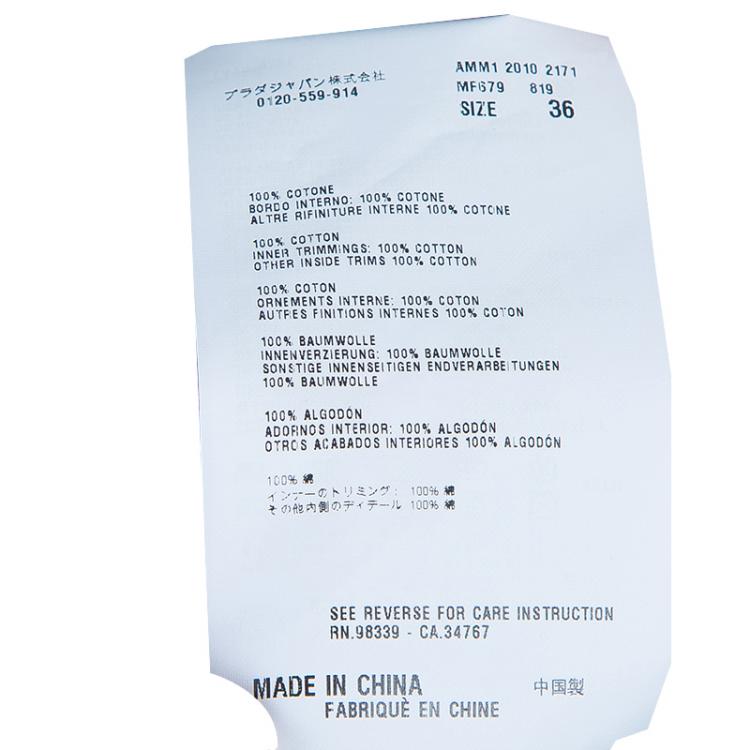 プラダジャパン株式会社
0120-559-914
AMM1 2010 2171
MF679 819
SIZE 36
100% COTONE
BORDO INTERNO: 100% COTONE
ALTRE RIFINITURE INTERNE 100% COTONE
100% COTTON
INNER TRIMMINGS: 100% COTTON
OTHER INSIDE TRIMS 100% COTTON
100% COTON
ORNEMENTS INTERNE: 100% COTON
AUTRES FINITIONS INTERNES 100% COTON
100% BAUMWOLLE
INNENVERZIERUNG: 100% BAUMWOLLE
SONSTIGE INNENSEITIGEN ENDVERARBEITUNGEN
100% BAUMWOLLE
100% ALGODÓN
ADORNOS INTERIOR: 100% ALGODÓN
OTROS ACABADOS INTERIORES 100% ALGODÓN
100% 綿
インナーのトリミング: 100% 綿
その他内側のディテール 100% 綿
SEE REVERSE FOR CARE INSTRUCTION
RN.98339 - CA.34767
MADE IN CHINA 中国製
FABRIQUÈ EN CHINE